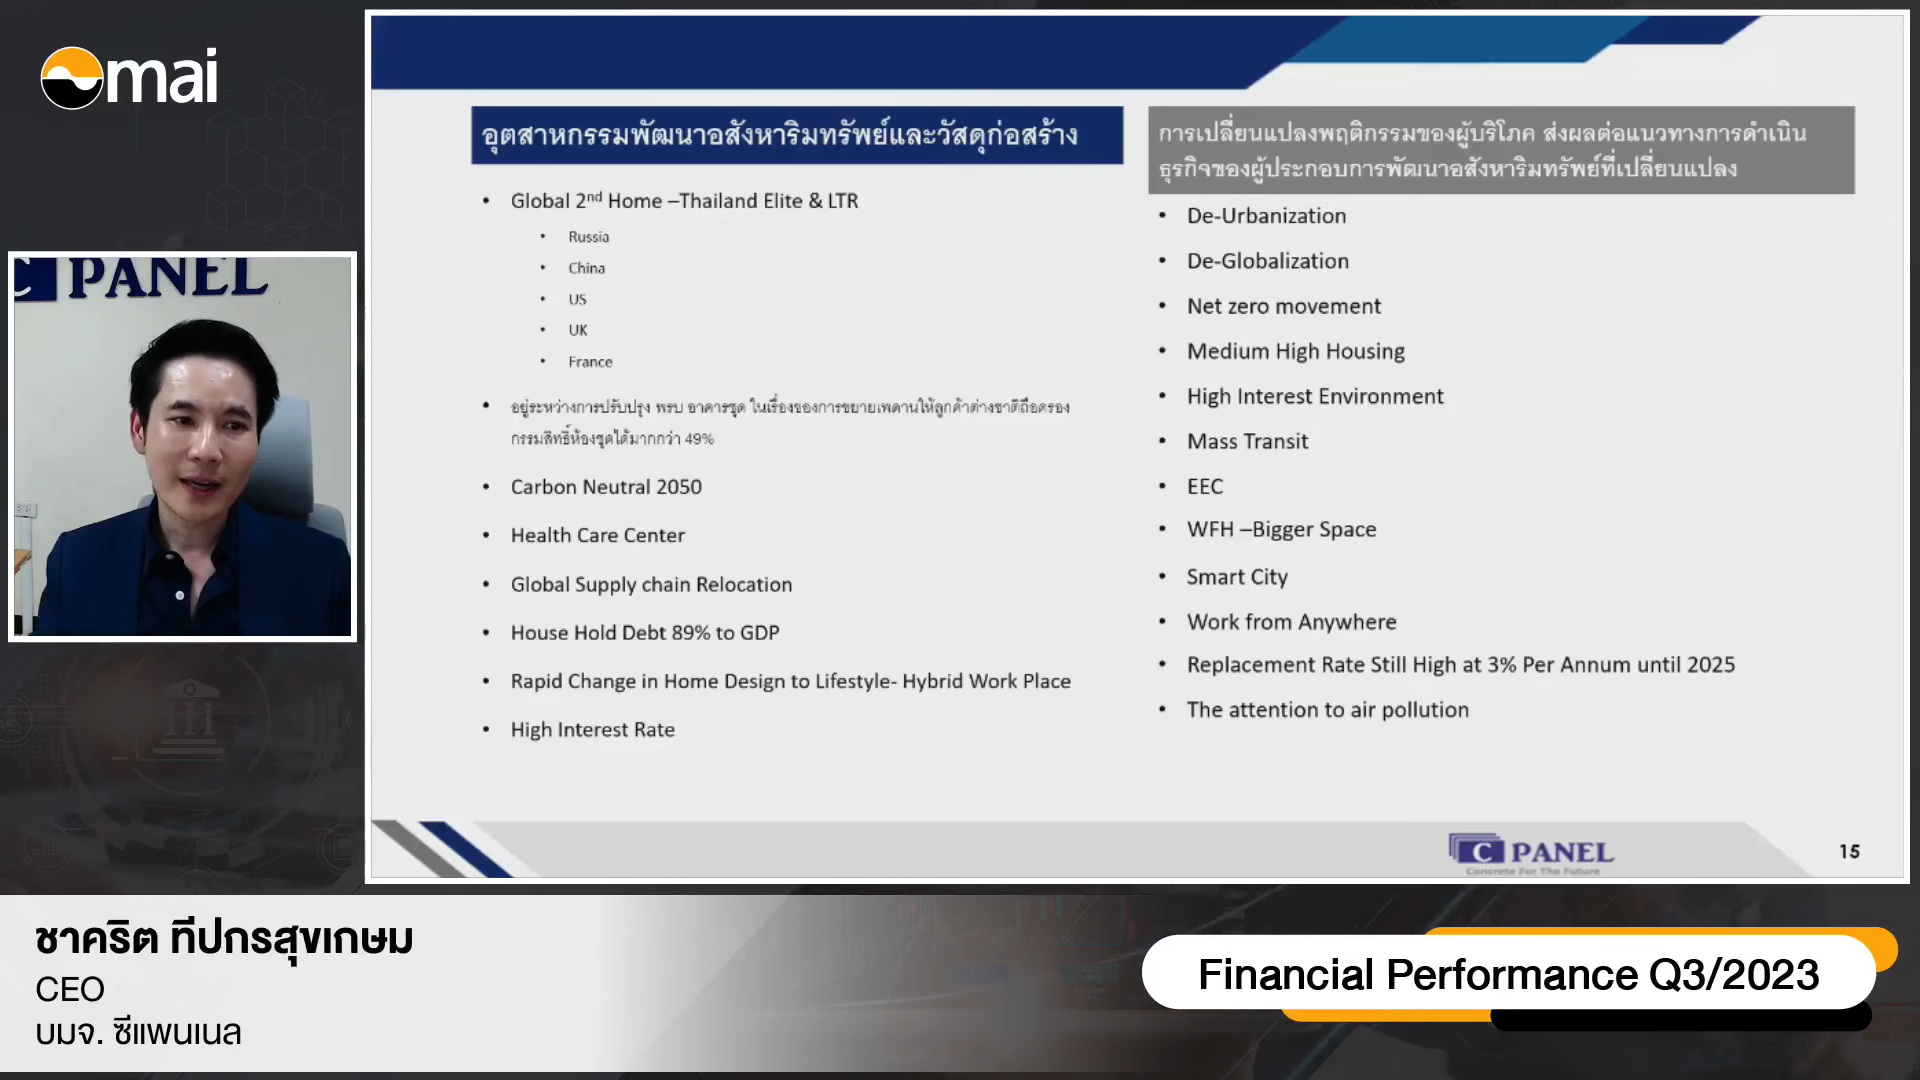 mai
C PANEL
อุตสาหกรรมพัฒนาอสังหาริมทรัพย์และวัสดุก่อสร้าง
• Global 2nd Home –Thailand Elite & LTR
• Russia
• China
• US
• UK
• France
• อยู่ระหว่างการปรับปรุง พรบ อาคารชุด ในเรื่องของการขยายเพดานให้ลูกค้าต่างชาติถือครอง
กรรมสิทธิ์ห้องชุดได้มากกว่า 49%
• Carbon Neutral 2050
• Health Care Center
• Global Supply chain Relocation
• House Hold Debt 89% to GDP
• Rapid Change in Home Design to Lifestyle- Hybrid Work Place
• High Interest Rate
การเปลี่ยนแปลงพฤติกรรมของผู้บริโภค ส่งผลต่อแนวทางการดำเนิน
ธุรกิจของผู้ประกอบการพัฒนาอสังหาริมทรัพย์ที่เปลี่ยนแปลง
• De-Urbanization
• De-Globalization
• Net zero movement
• Medium High Housing
• High Interest Environment
• Mass Transit
• EEC
• WFH –Bigger Space
• Smart City
• Work from Anywhere
• Replacement Rate Still High at 3% Per Annum until 2025
• The attention to air pollution
C PANEL
Concrete For The Future
15
ชาคริต ทีปกรสุขเกษม
CEO
บมจ. ซีแพนเนล
Financial Performance Q3/2023